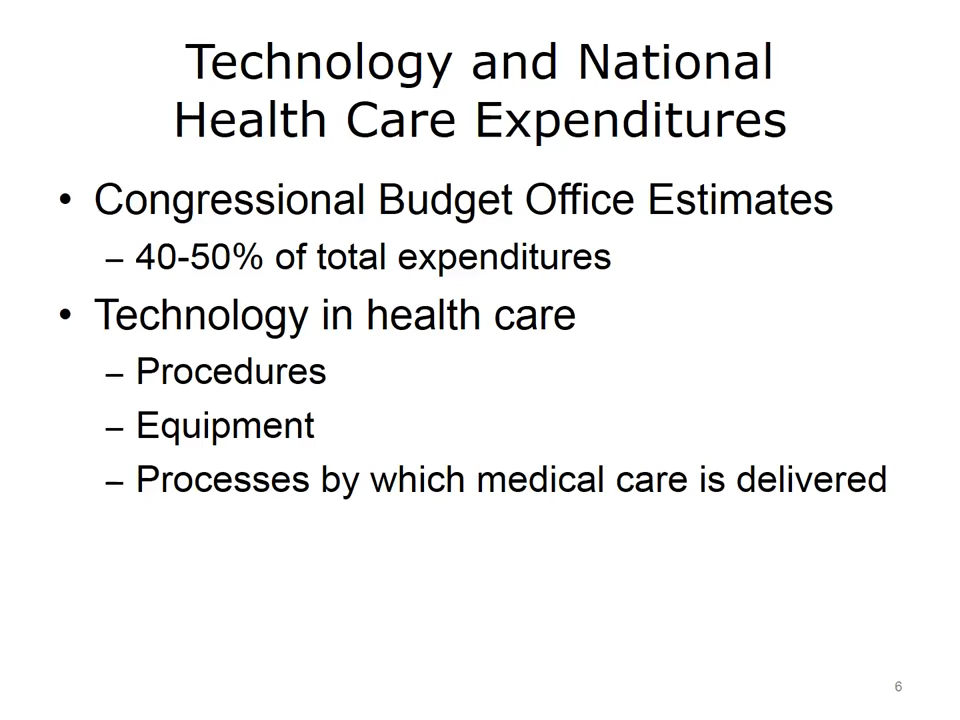 Technology and National
Health Care Expenditures
• Congressional Budget Office Estimates
– 40-50% of total expenditures
• Technology in health care
– Procedures
– Equipment
– Processes by which medical care is delivered
6